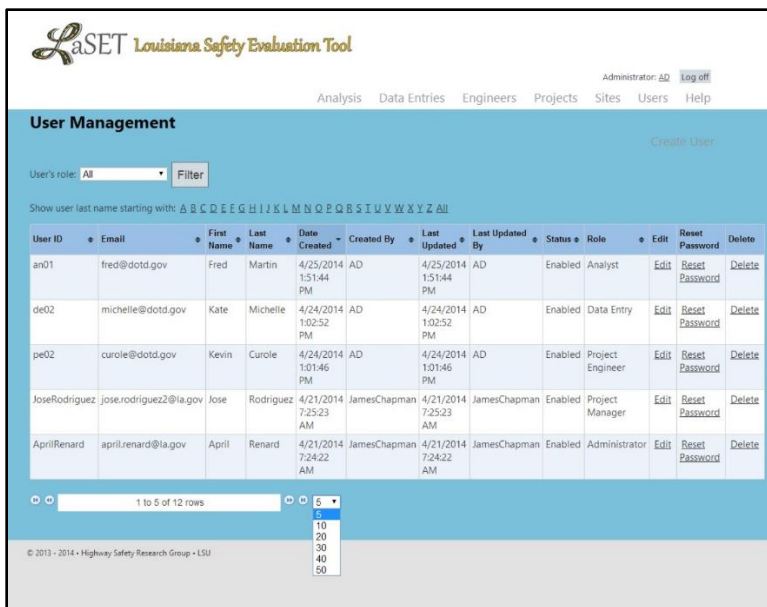 LaSET Louisiana Safety Evaluation Tool
Administrator: AD Log off
Analysis Data Entries Engineers Projects Sites Users Help
User Management
Create User
User's role: All Filter
Show user last name starting with: A B C D E F G H I J K L M N O P Q R S T U V W X Y Z All
User ID Email First Name Last Name Date Created Created By Last Updated Last Updated By Status Role Edit Reset Password Delete
an01 fred@dotd.gov Fred Martin 4/25/2014 1:51:44 PM AD 4/25/2014 1:51:44 PM AD Enabled Analyst Edit Reset Password Delete
de02 michelle@dotd.gov Kate Michelle 4/24/2014 1:02:52 PM AD 4/24/2014 1:02:52 PM AD Enabled Data Entry Edit Reset Password Delete
pe02 curole@dotd.gov Kevin Curole 4/24/2014 1:01:46 PM AD 4/24/2014 1:01:46 PM AD Enabled Project Engineer Edit Reset Password Delete
JoseRodriguez jose.rodriguez2@la.gov Jose Rodriguez 4/21/2014 7:25:23 AM JamesChapman 4/21/2014 7:25:23 AM JamesChapman Enabled Project Manager Edit Reset Password Delete
AprilRenard april.renard@la.gov April Renard 4/21/2014 7:24:22 AM JamesChapman 4/21/2014 7:24:22 AM JamesChapman Enabled Administrator Edit Reset Password Delete
1 to 5 of 12 rows 5
5
10
20
30
40
50
© 2013 - 2014 • Highway Safety Research Group • LSU